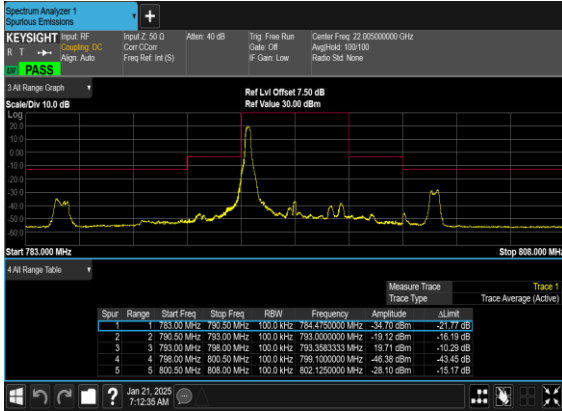 Spectrum Analyzer 1
Spurious Emissions
+
KEYSIGHT Input: RF Input Z: 50 Ω Atten: 40 dB Trig: Free Run Center Freq: 22.005000000 GHz
R T Coupling: DC Corr CCorr Gate: Off Avg|Hold: 100/100
Align: Auto Freq Ref: Int (S) IF Gain: Low Radio Std: None
PASS
3 All Range Graph
Ref Lvl Offset 7.50 dB
Scale/Div 10.0 dB Ref Value 30.00 dBm
Log
20.0
10.0
0.00
-10.0
-20.0
-30.0
-40.0
-50.0
-60.0
Start 783.000 MHz Stop 808.000 MHz
4 All Range Table
Measure Trace Trace 1
Trace Type Trace Average (Active)
Spur Range Start Freq Stop Freq RBW Frequency Amplitude ΔLimit
1 1 783.00 MHz 790.50 MHz 100.0 kHz 784.4750000 MHz -34.70 dBm -21.77 dB
2 2 790.50 MHz 793.00 MHz 100.0 kHz 793.0000000 MHz -19.12 dBm -16.19 dB
3 3 793.00 MHz 798.00 MHz 100.0 kHz 793.3583333 MHz 19.71 dBm -10.29 dB
4 4 798.00 MHz 800.50 MHz 100.0 kHz 799.1000000 MHz -46.38 dBm -43.45 dB
5 5 800.50 MHz 808.00 MHz 100.0 kHz 802.1250000 MHz -28.10 dBm -15.17 dB
? Jan 21, 2025
7:12:35 AM